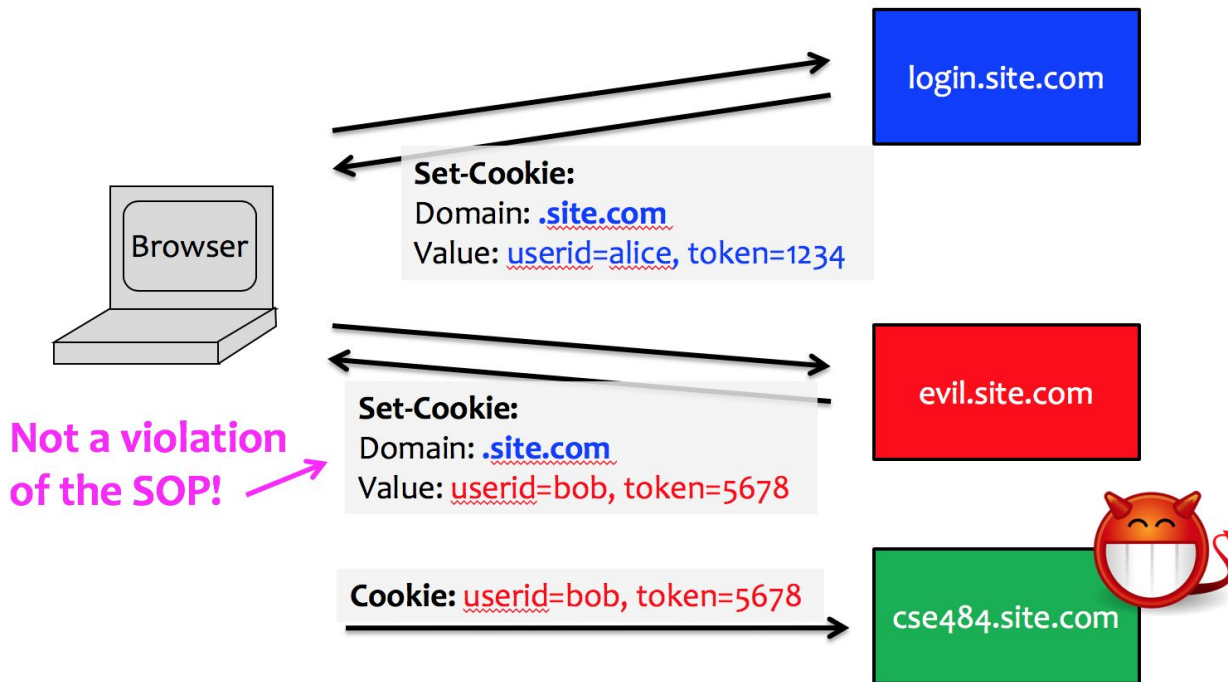 login.site.com
Set-Cookie:
Domain: .site.com
Value: userid=alice, token=1234
Browser
evil.site.com
Set-Cookie:
Domain: .site.com
Value: userid=bob, token=5678
Not a violation
of the SOP!
Cookie: userid=bob, token=5678
cse484.site.com